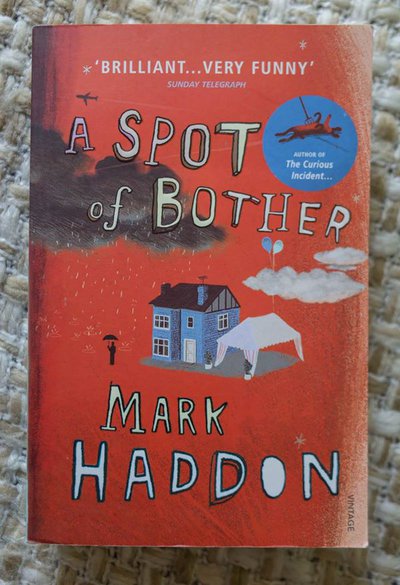 'BRILLIANT...VERY FUNNY'
SUNDAY TELEGRAPH
A SPOT
of BOTHER
AUTHOR OF
The Curious
Incident...
MARK
HADDON
VINTAGE